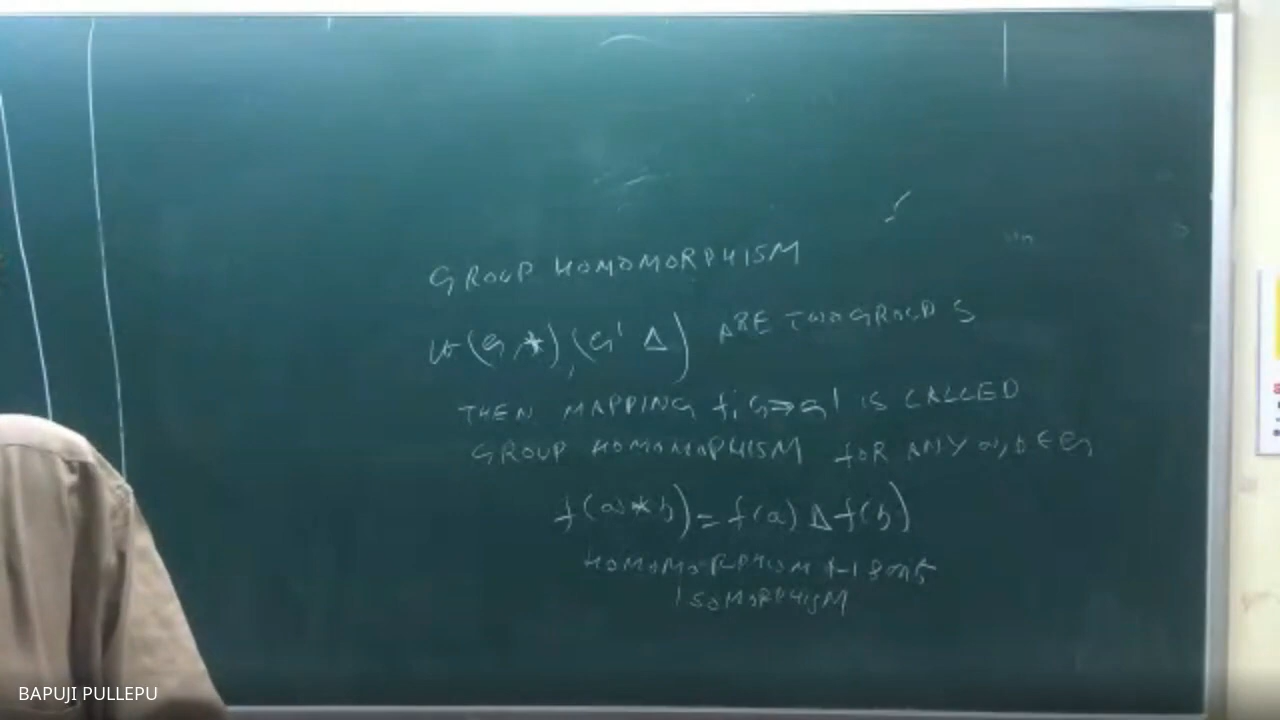 GROUP HOMOMORPHISM
(G, *), (G' Δ) ARE TWO GROUPS
THEN MAPPING f: G→G' IS CALLED
GROUP HOMOMORPHISM FOR ANY a, b ∈ G
f(a * b) = f(a) Δ f(b)
HOMOMORPHISM
ISOMORPHISM
BAPUJI PULLEPU